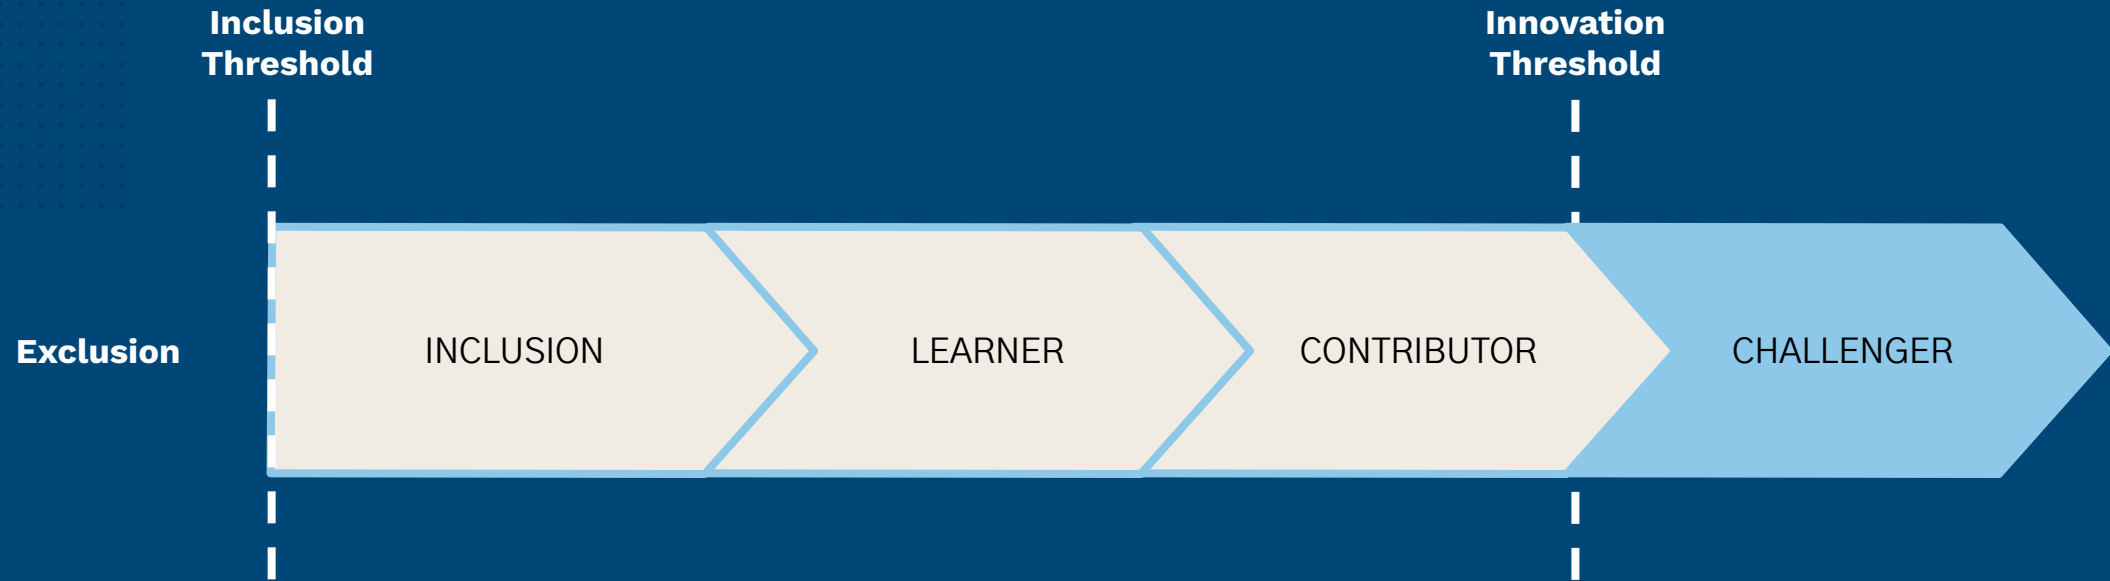 Inclusion
Threshold
Innovation
Threshold
Exclusion
INCLUSION
LEARNER
CONTRIBUTOR
CHALLENGER